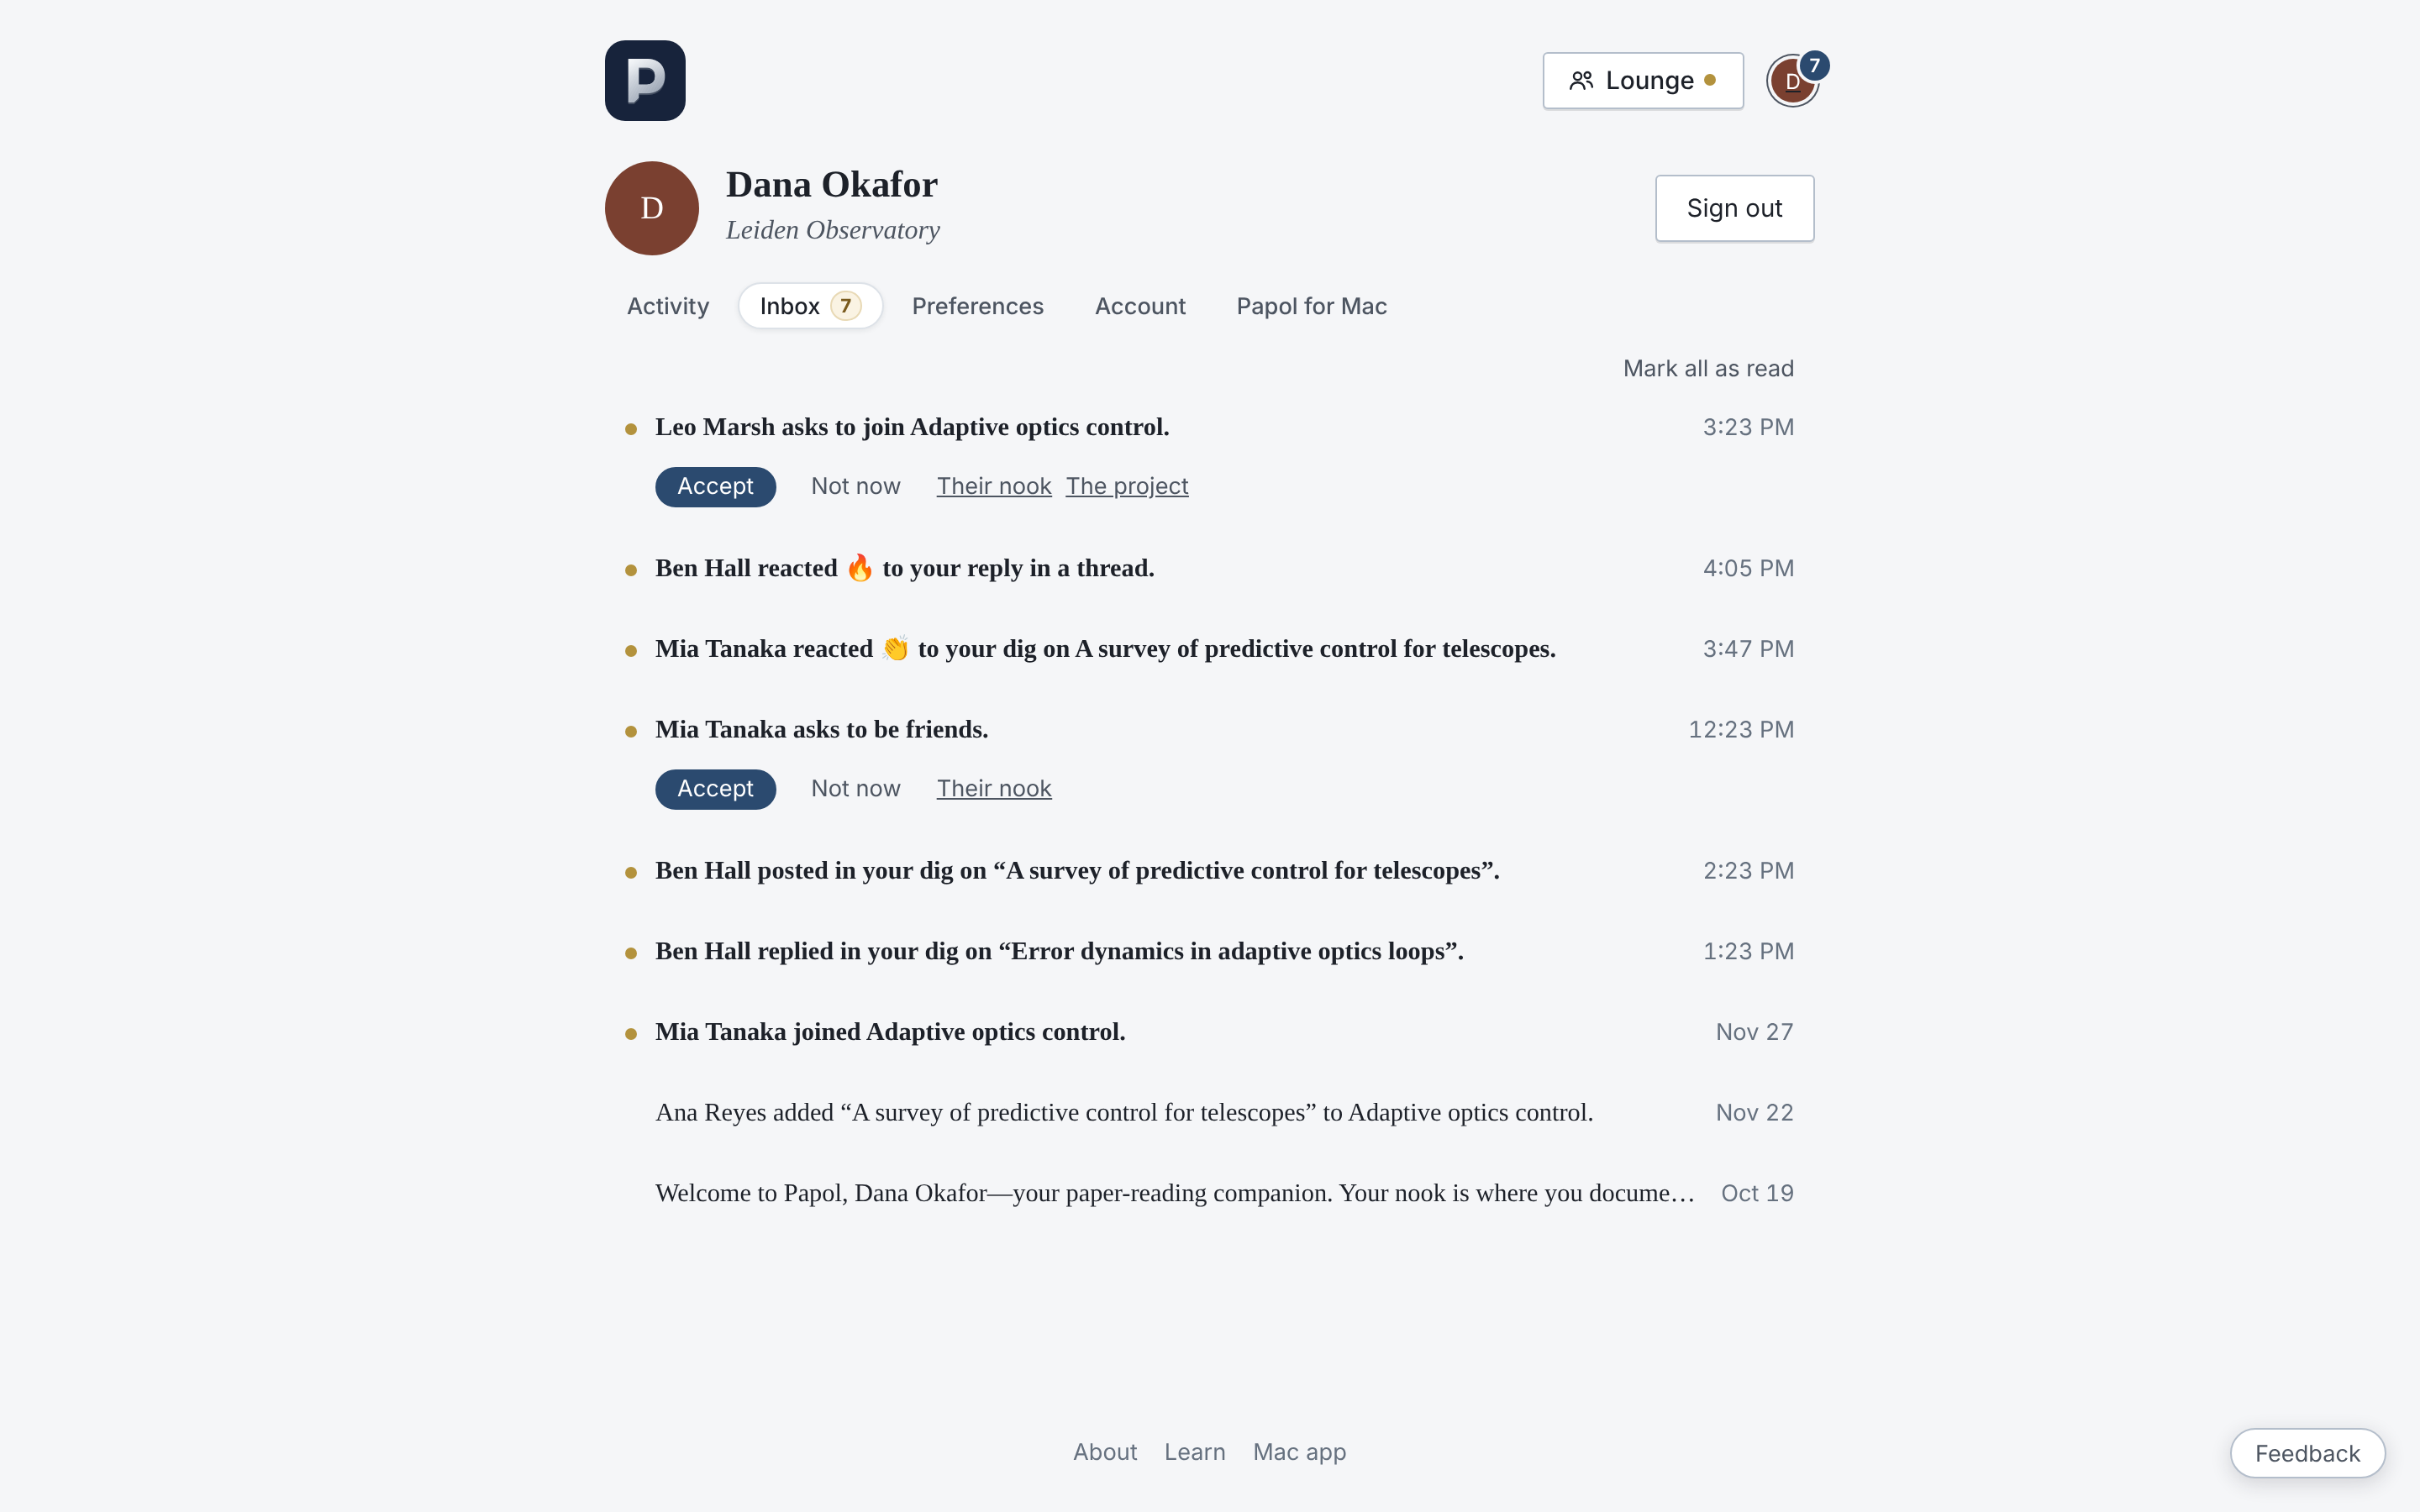 P
Lounge
D
7
D
Dana Okafor
Leiden Observatory
Sign out
Activity Inbox 7 Preferences Account Papol for Mac
Mark all as read
Leo Marsh asks to join Adaptive optics control. 3:23 PM
Accept Not now Their nook The project
Ben Hall reacted 🔥 to your reply in a thread. 4:05 PM
Mia Tanaka reacted 👏 to your dig on A survey of predictive control for telescopes. 3:47 PM
Mia Tanaka asks to be friends. 12:23 PM
Accept Not now Their nook
Ben Hall posted in your dig on “A survey of predictive control for telescopes”. 2:23 PM
Ben Hall replied in your dig on “Error dynamics in adaptive optics loops”. 1:23 PM
Mia Tanaka joined Adaptive optics control. Nov 27
Ana Reyes added “A survey of predictive control for telescopes” to Adaptive optics control. Nov 22
Welcome to Papol, Dana Okafor—your paper-reading companion. Your nook is where you docume… Oct 19
About Learn Mac app
Feedback